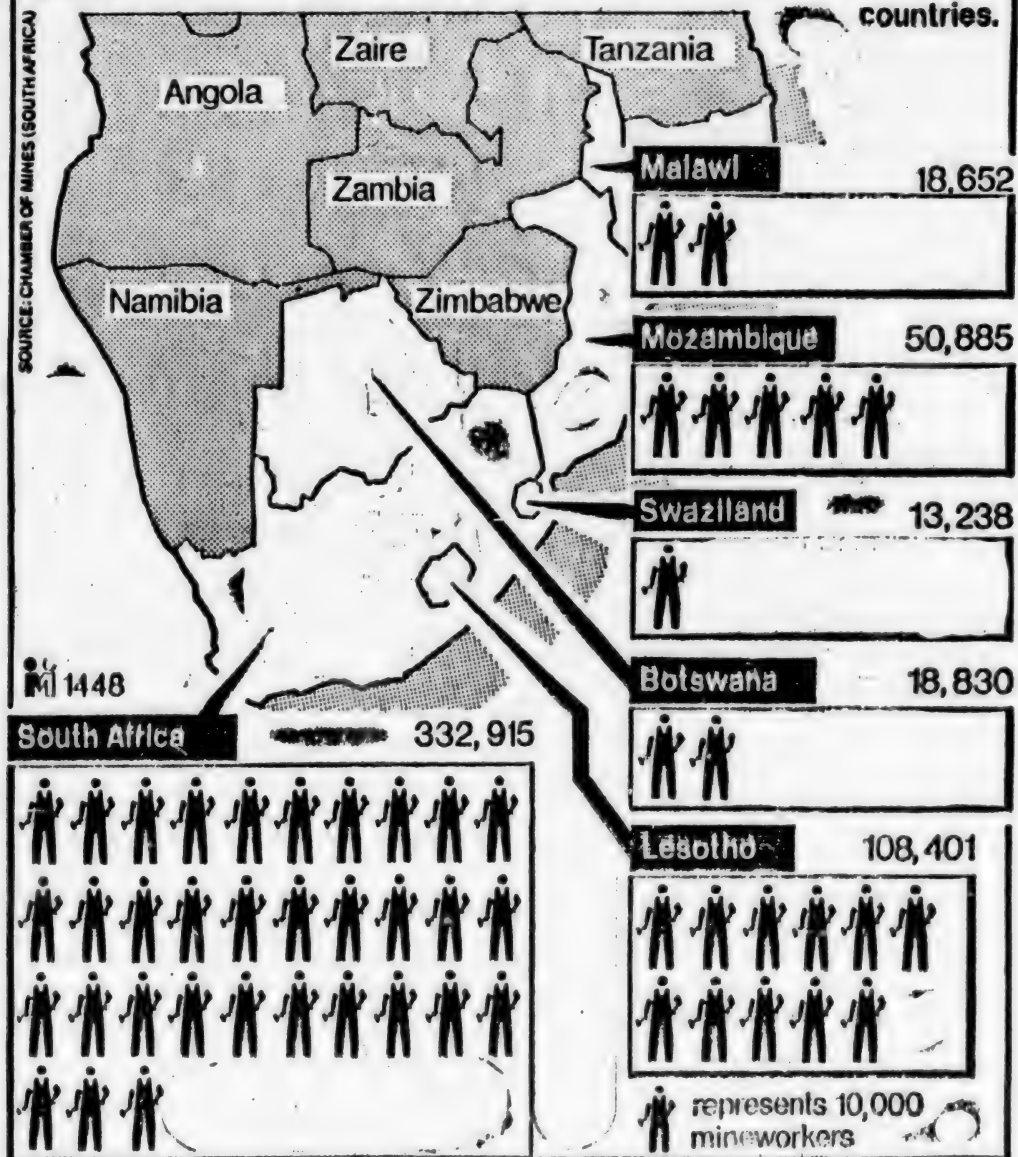 countries.
SOURCE: CHAMBER OF MINES (SOUTH AFRICA)
Zaire
Tanzania
Angola
Malawi
18,652
Zambia
Namibia
Zimbabwe
Mozambique
50,885
Swaziland
13,238
1448
Botswana
18,830
South Africa
332,915
Lesotho
108,401
represents 10,000
mineworkers